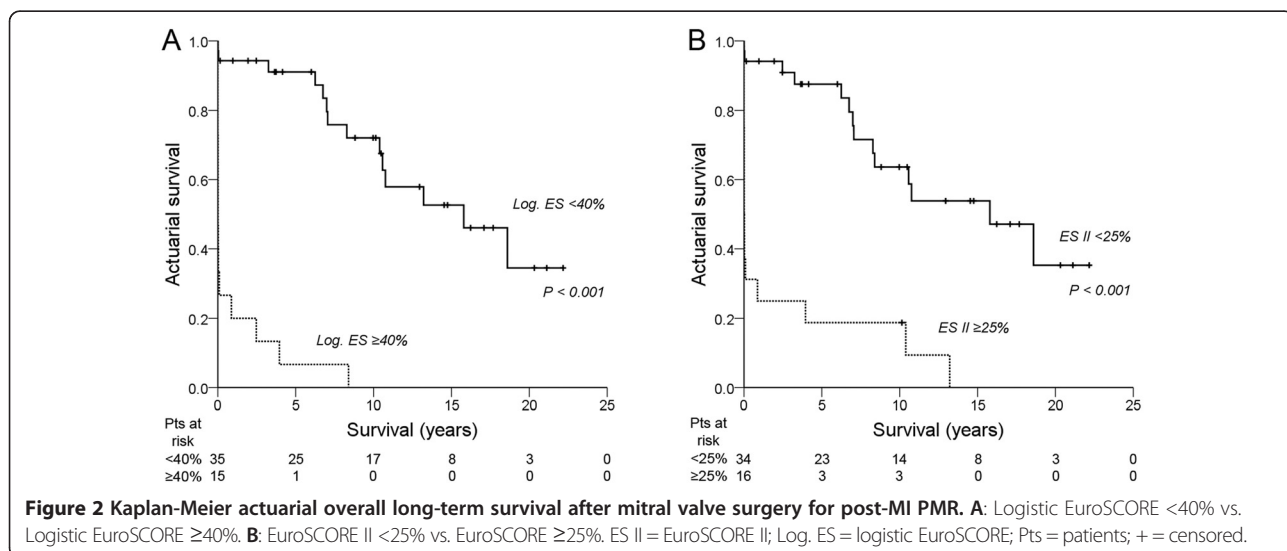 A
1.0
0.8
0.6
0.4
0.2
0.0
Actuarial survival
Log. ES <40%
P < 0.001
Log. ES ≥40%
0 5 10 15 20 25
Survival (years)
Pts at
risk
<40% 35 25 17 8 3 0
≥40% 15 1 0 0 0 0
B
1.0
0.8
0.6
0.4
0.2
0.0
Actuarial survival
ES II <25%
P < 0.001
ES II ≥25%
0 5 10 15 20 25
Survival (years)
Pts at
risk
<25% 34 23 14 8 3 0
≥25% 16 3 3 0 0 0
Figure 2 Kaplan-Meier actuarial overall long-term survival after mitral valve surgery for post-MI PMR. A: Logistic EuroSCORE <40% vs.
Logistic EuroSCORE ≥40%. B: EuroSCORE II <25% vs. EuroSCORE ≥25%. ES II = EuroSCORE II; Log. ES = logistic EuroSCORE; Pts = patients; + = censored.